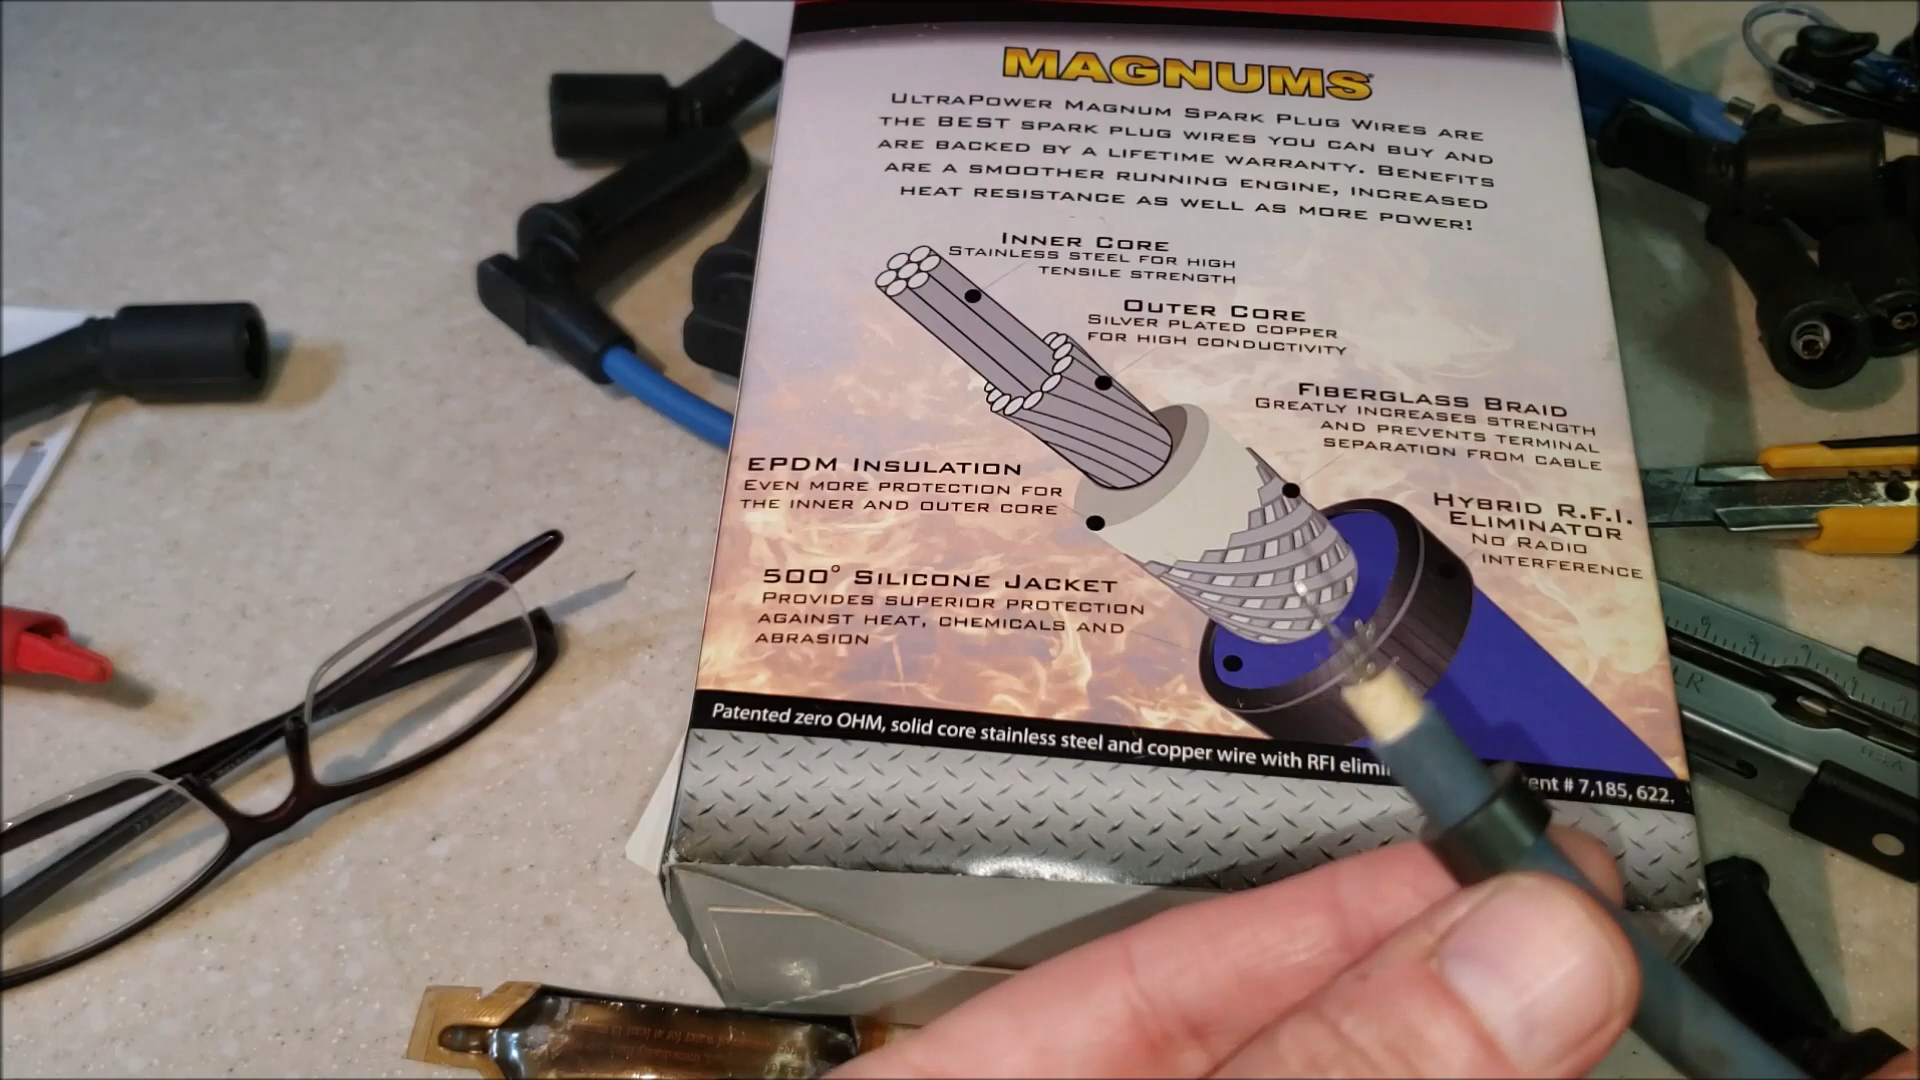 MAGNUMS
ULTRAPOWER MAGNUM SPARK PLUG WIRES ARE
THE BEST SPARK PLUG WIRES YOU CAN BUY AND
ARE BACKED BY A LIFETIME WARRANTY. BENEFITS
ARE A SMOOTHER RUNNING ENGINE, INCREASED
HEAT RESISTANCE AS WELL AS MORE POWER!
INNER CORE
STAINLESS STEEL FOR HIGH
TENSILE STRENGTH
OUTER CORE
SILVER PLATED COPPER
FOR HIGH CONDUCTIVITY
FIBERGLASS BRAID
GREATLY INCREASES STRENGTH
AND PREVENTS TERMINAL
SEPARATION FROM CABLE
EPDM INSULATION
EVEN MORE PROTECTION FOR
THE INNER AND OUTER CORE
HYBRID R.F.I.
ELIMINATOR
NO RADIO
INTERFERENCE
500° SILICONE JACKET
PROVIDES SUPERIOR PROTECTION
AGAINST HEAT, CHEMICALS AND
ABRASION
Patented zero OHM, solid core stainless steel and copper wire with RFI elimi ent # 7,185,622.